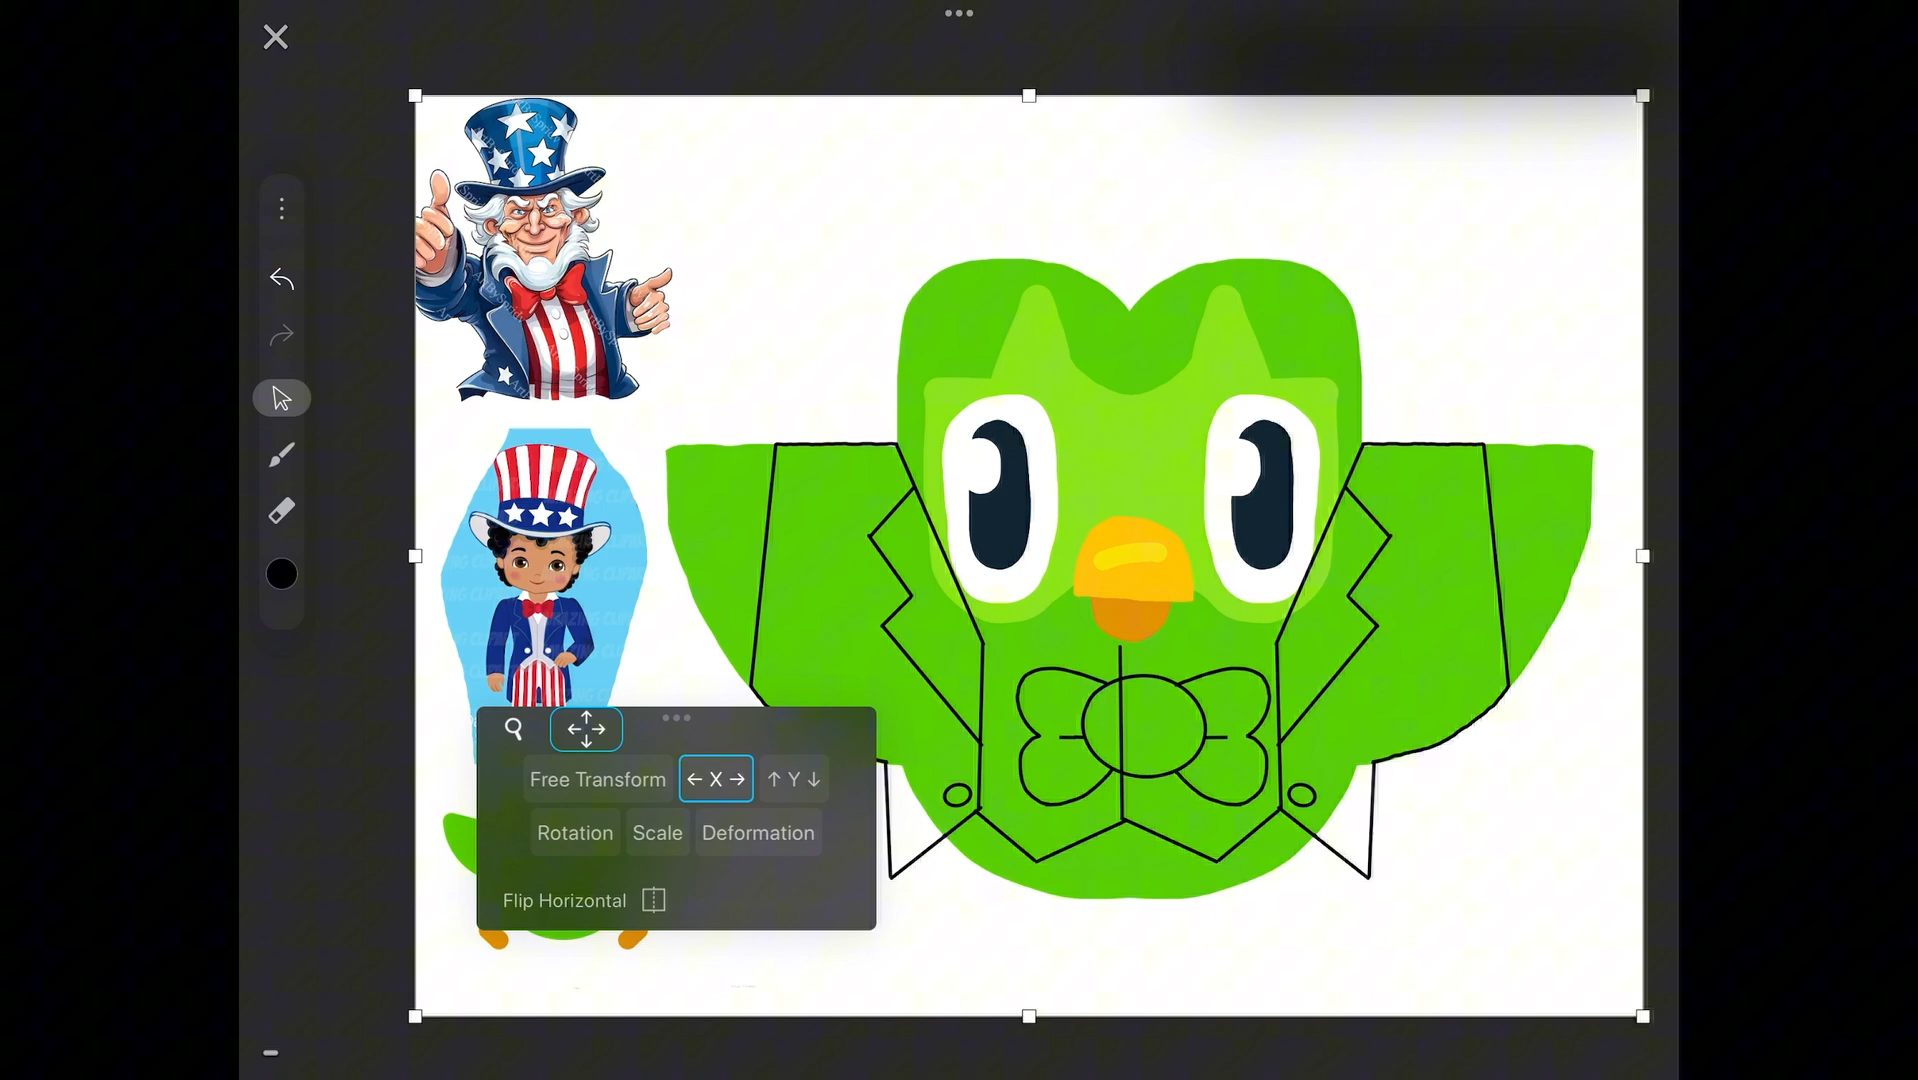 Free Transform
← X →
↑ Y ↓
Rotation
Scale
Deformation
Flip Horizontal